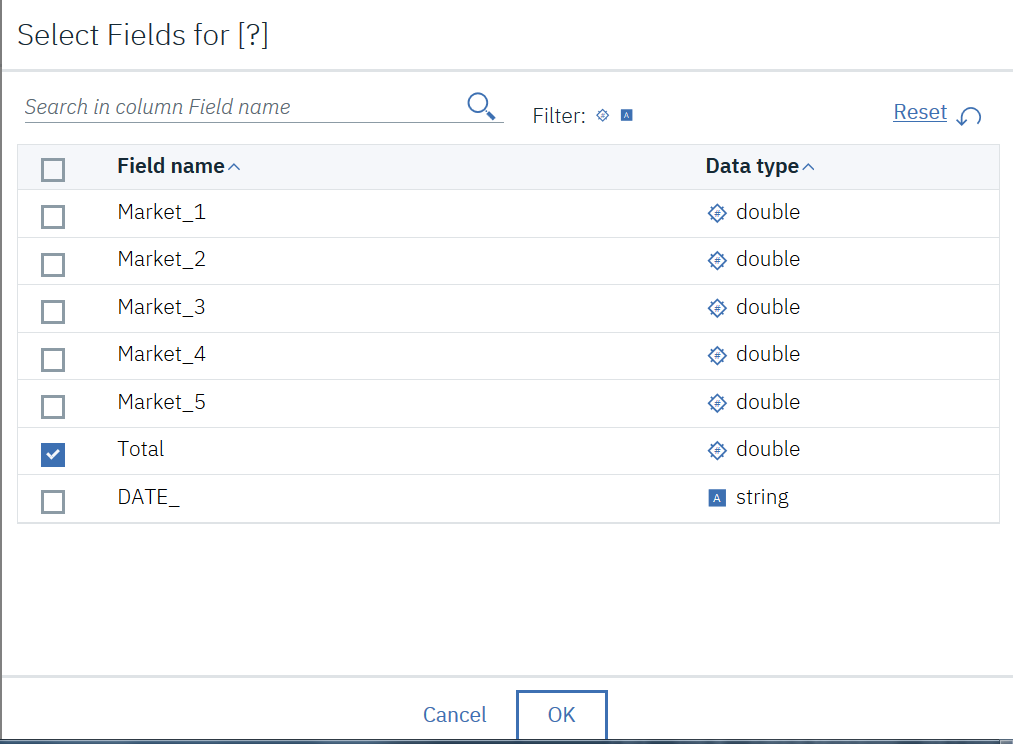 Select Fields for [?]
Search in column Field name
Filter: # A
Reset
Field name Data type
Market_1 # double
Market_2 # double
Market_3 # double
Market_4 # double
Market_5 # double
Total # double
DATE_ A string
Cancel OK